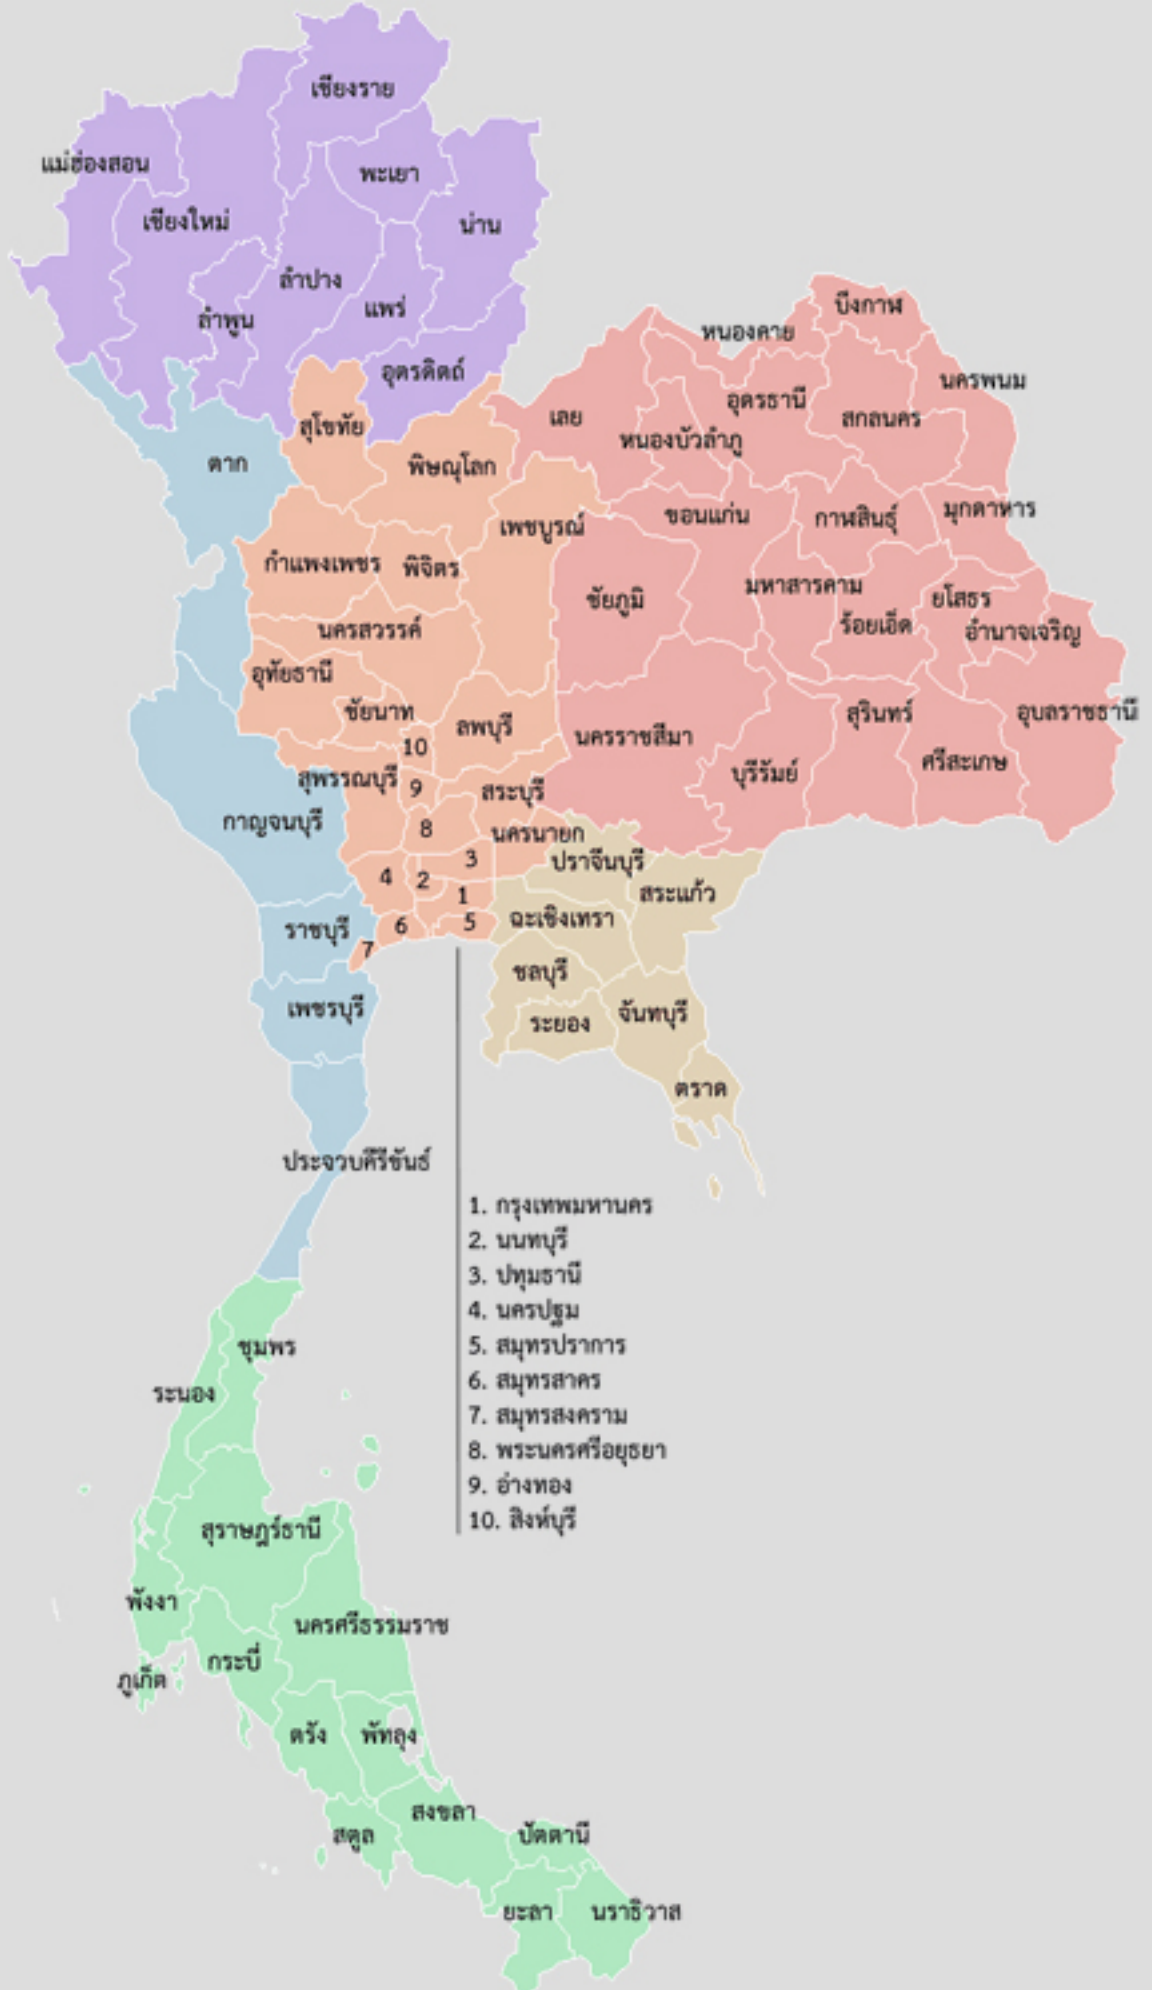 เชียงราย
แม่ฮ่องสอน
พะเยา
เชียงใหม่
น่าน
ลำปาง
แพร่
ลำพูน
อุตรดิตถ์
บึงกาฬ
หนองคาย
นครพนม
อุดรธานี
เลย
สกลนคร
หนองบัวลำภู
สุโขทัย
ตาก
พิษณุโลก
เพชบูรณ์
ขอนแก่น
กาฬสินธุ์
มุกดาหาร
กำแพงเพชร
พิจิตร
ชัยภูมิ
มหาสารคาม
ยโสธร
ร้อยเอ็ด
อำนาจเจริญ
นครสวรรค์
อุทัยธานี
ชัยนาท
ลพบุรี
สุรินทร์
อุบลราชธานี
นครราชสีมา
10
บุรีรัมย์
ศรีสะเกษ
สุพรรณบุรี
9
สระบุรี
กาญจนบุรี
8
นครนายก
3
ปราจีนบุรี
4
2
1
สระแก้ว
ฉะเชิงเทรา
6
5
ราชบุรี
7
ชลบุรี
เพชรบุรี
ระยอง
จันทบุรี
ตราด
ประจวบคีรีขันธ์
1. กรุงเทพมหานคร
2. นนทบุรี
3. ปทุมธานี
4. นครปฐม
5. สมุทรปราการ
6. สมุทรสาคร
7. สมุทรสงคราม
8. พระนครศรีอยุธยา
9. อ่างทอง
10. สิงห์บุรี
ชุมพร
ระนอง
สุราษฎร์ธานี
พังงา
นครศรีธรรมราช
กระบี่
ภูเก็ต
ตรัง
พัทลุง
สงขลา
สตูล
ปัตตานี
ยะลา
นราธิวาส